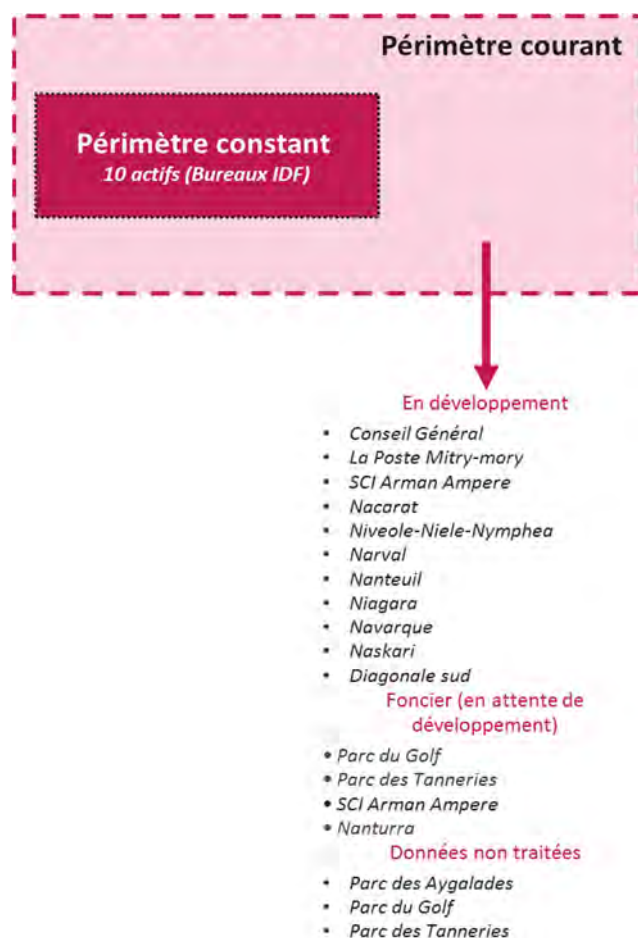 Périmètre courant
Périmètre constant
10 actifs (Bureaux IDF)
En développement
• Conseil Général
• La Poste Mitry-mory
• SCI Arman Ampere
• Nacarat
• Niveole-Niele-Nymphea
• Narval
• Nanteuil
• Niagara
• Navarque
• Naskari
• Diagonale sud
Foncier (en attente de
développement)
• Parc du Golf
• Parc des Tanneries
• SCI Arman Ampere
• Nanturra
Données non traitées
• Parc des Aygalades
• Parc du Golf
• Parc des Tanneries